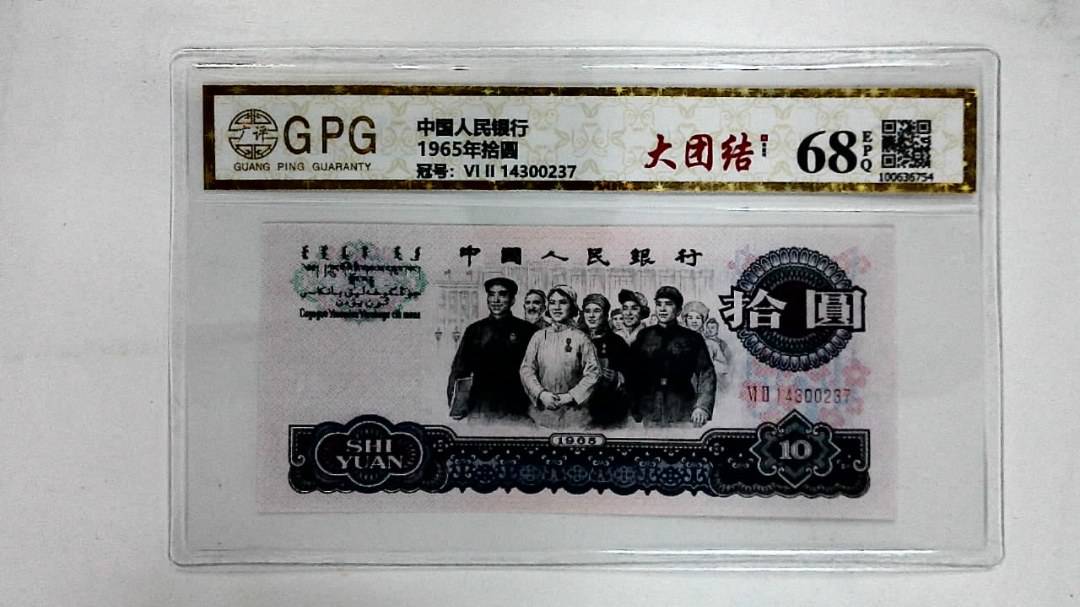 广评
GPG
GUANG PING GUARANTY
中国人民银行
1965年拾圆
冠号：VI II 14300237
大团结
68
EPQ
100636754
中國人民銀行
拾圓
VI II 14300237
1965
SHI
YUAN
10